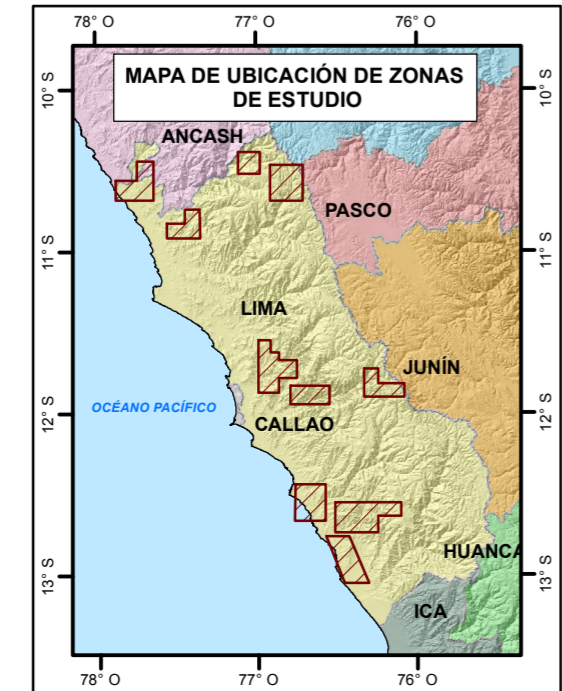 78° O 77° O 76° O
MAPA DE UBICACIÓN DE ZONAS
DE ESTUDIO
10° S 10° S
ANCASH
PASCO
11° S 11° S
LIMA
JUNÍN
OCÉANO PACÍFICO
12° S 12° S
CALLAO
HUANCA
13° S 13° S
ICA
78° O 77° O 76° O